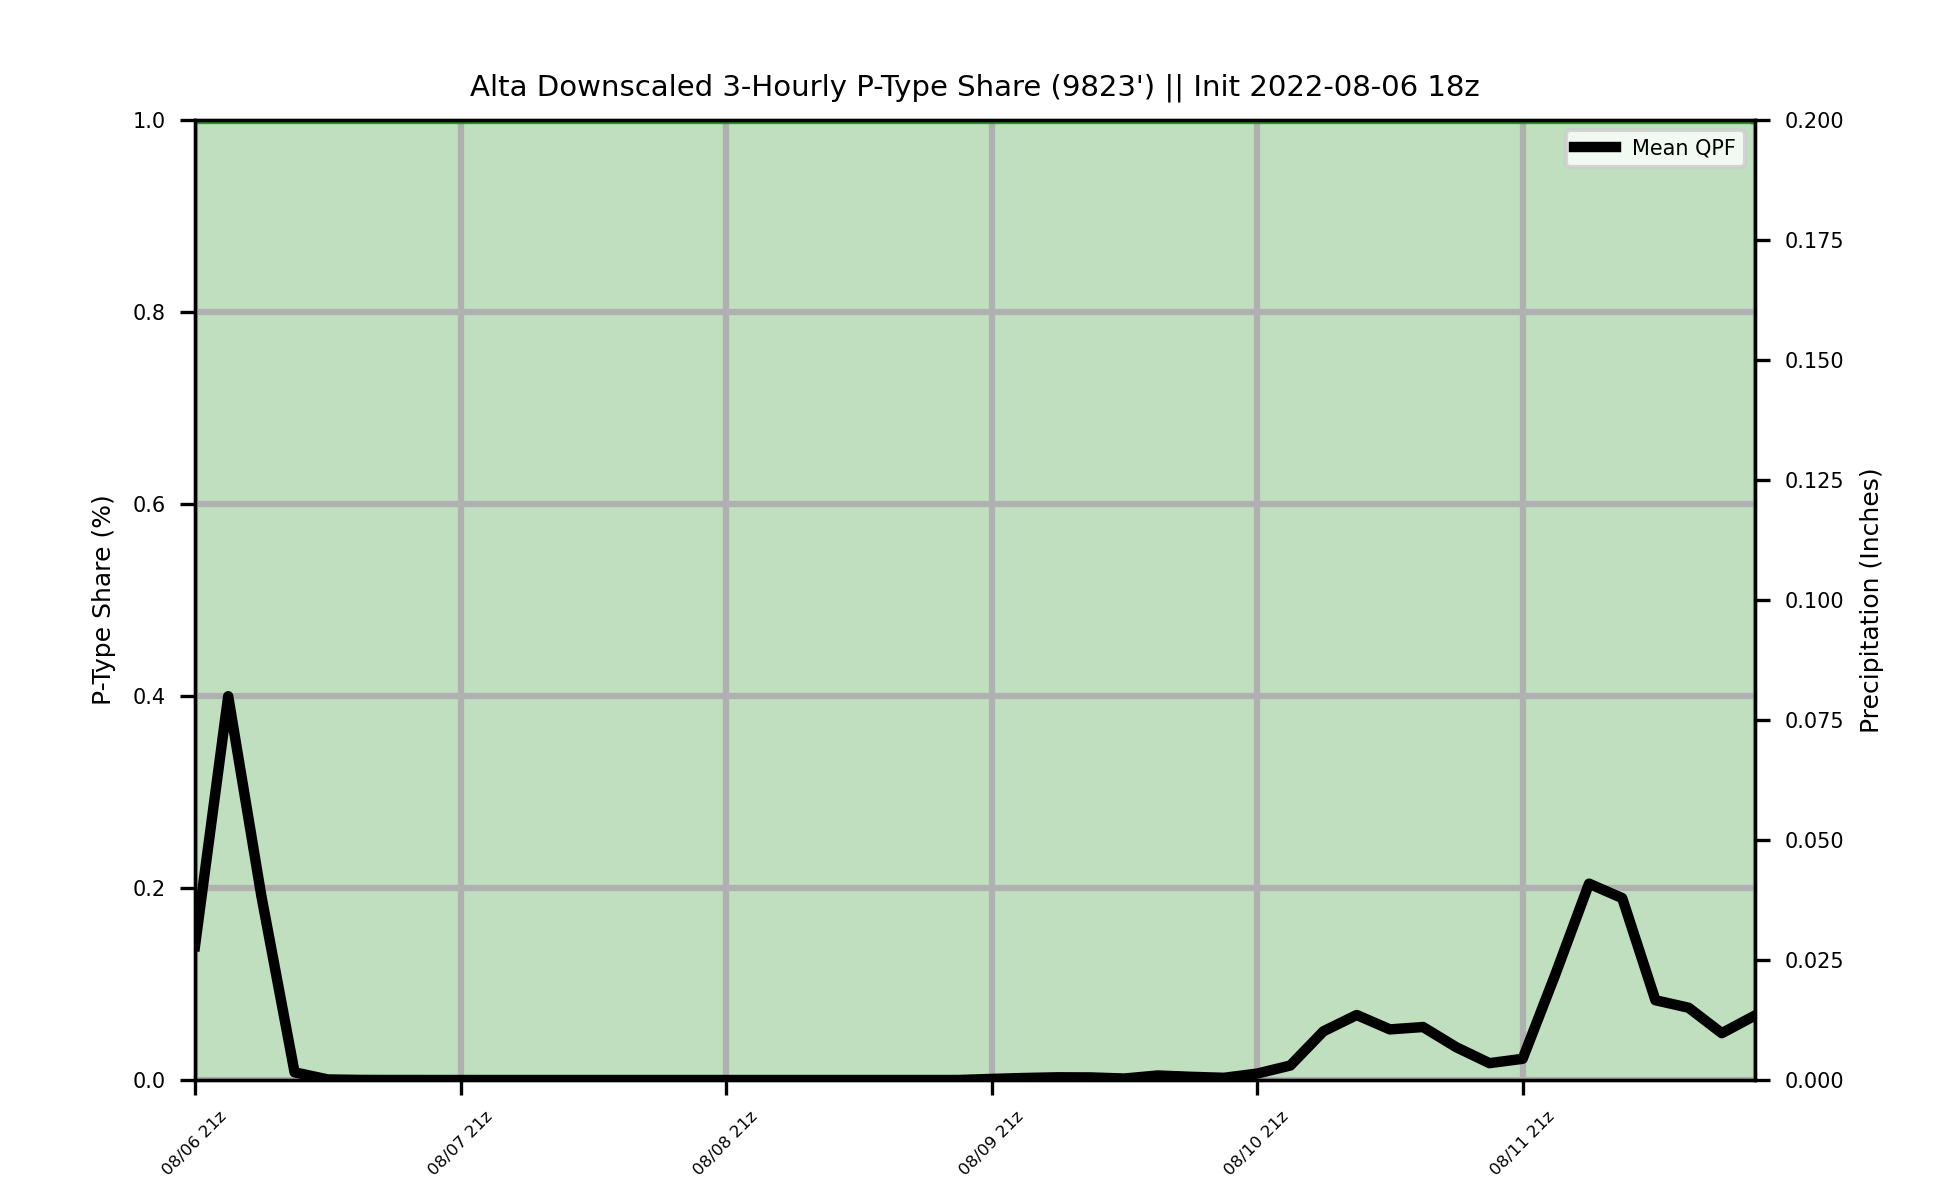 Alta Downscaled 3-Hourly P-Type Share (9823') || Init 2022-08-06 18z
Mean QPF
P-Type Share (%)
1.0
0.8
0.6
0.4
0.2
0.0
0.200
0.175
0.150
0.125
0.100
0.075
0.050
0.025
0.000
Precipitation (Inches)
08/06 21z
08/07 21z
08/08 21z
08/09 21z
08/10 21z
08/11 21z